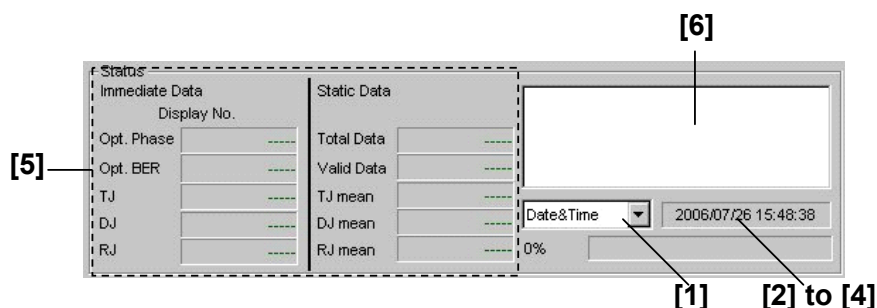 [6]
Status
Immediate Data Static Data
Display No.
Opt. Phase ----- Total Data -----
[5] Opt. BER ----- Valid Data -----
TJ ----- TJ mean -----
DJ ----- DJ mean ----- Date&Time 2006/07/26 15:48:38
RJ ----- RJ mean ----- 0%
[1] [2] to [4]